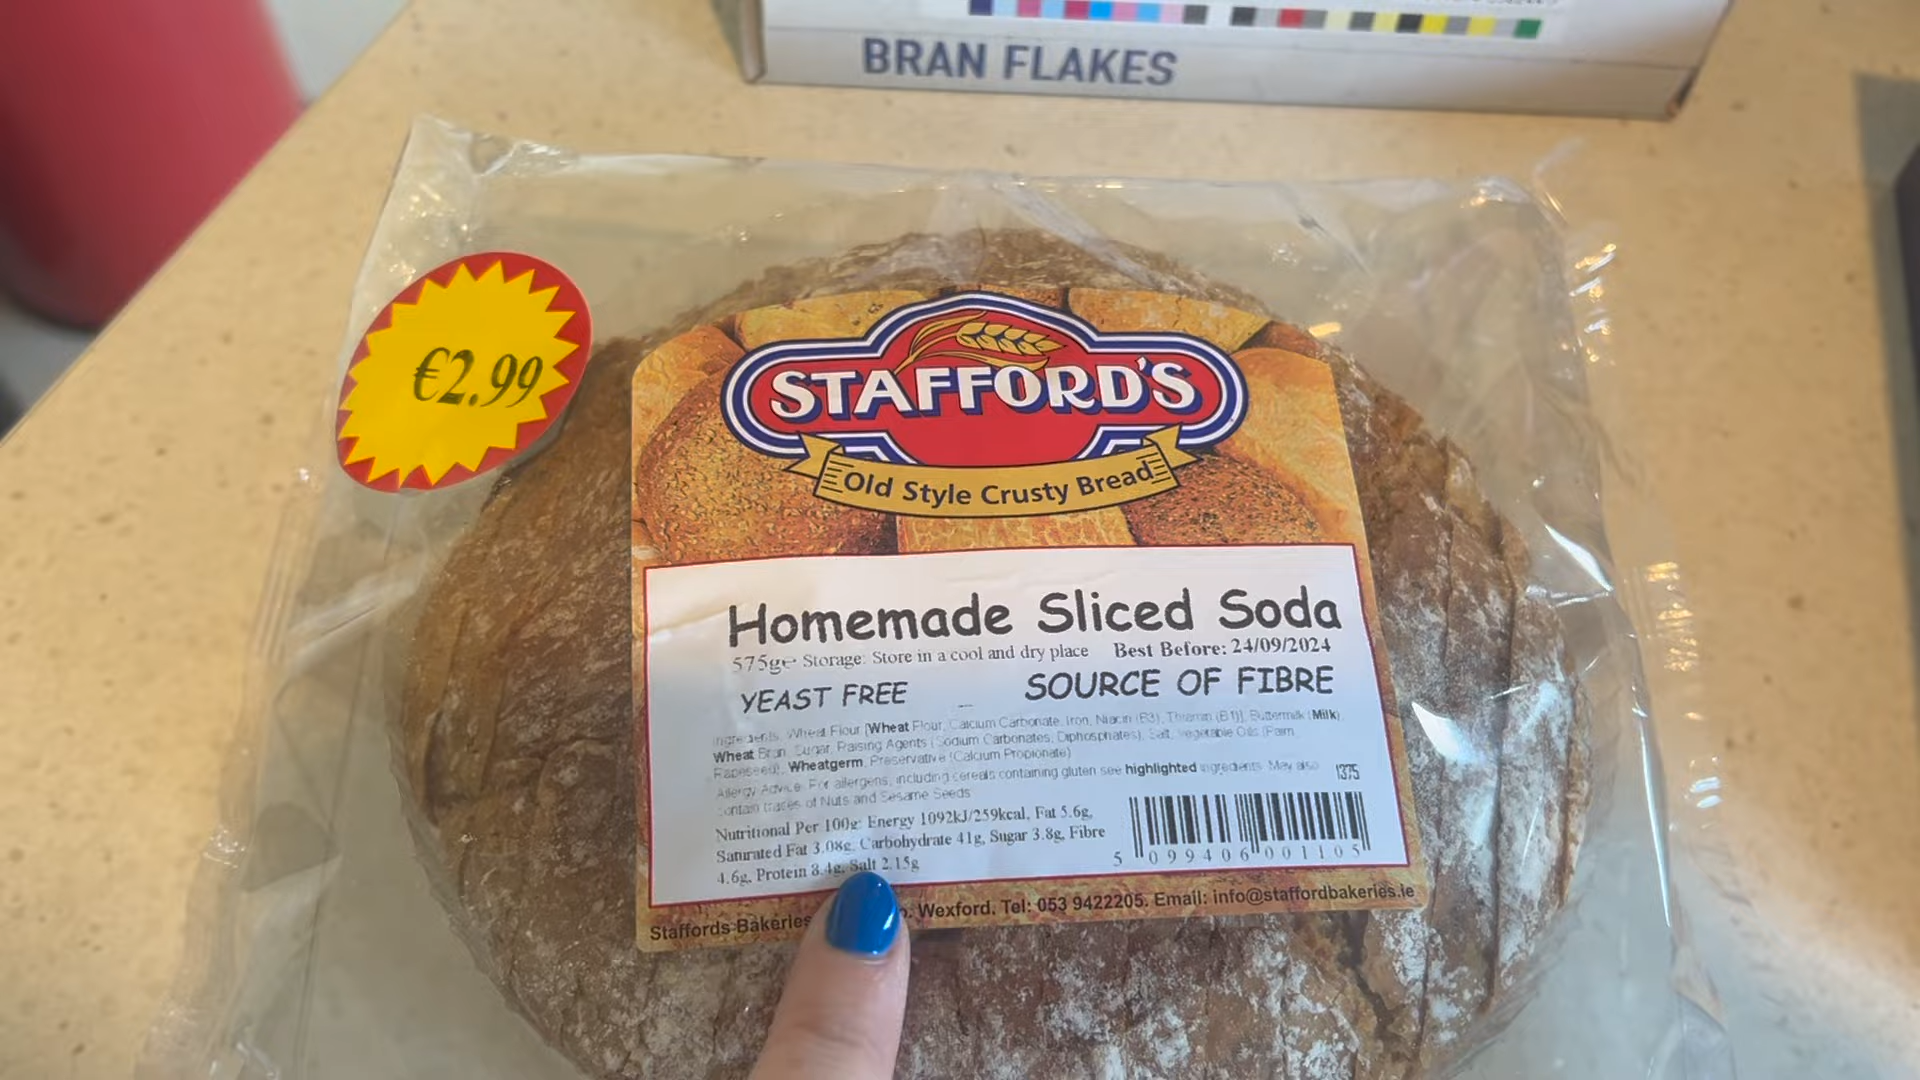 BRAN FLAKES
€2.99
STAFFORD'S
Old Style Crusty Bread
Homemade Sliced Soda
575ge Storage: Store in a cool and dry place Best Before: 24/09/2024
YEAST FREE SOURCE OF FIBRE
Ingredients: Wheat Flour [Wheat Flour, Calcium Carbonate, Iron, Niacin (B3), Thiamin (B1)], Buttermilk (Milk),
Wheat Bran, Sugar, Raising Agents (Sodium Carbonates, Diphosphates), Salt, Vegetable Oils (Palm,
Rapeseed), Wheatgerm, Preservative (Calcium Propionate)
Allergy Advice: For allergens, including cereals containing gluten see highlighted ingredients. May also
contain traces of Nuts and Sesame Seeds
1375
Nutritional Per 100g: Energy 1092kJ/259kcal, Fat 5.6g,
Saturated Fat 3.08g, Carbohydrate 41g, Sugar 3.8g, Fibre
4.6g, Protein 8.4g, Salt 2.15g
5 099406 001105
Staffords Bakeries Wexford. Tel: 053 9422205. Email: info@staffordbakeries.ie